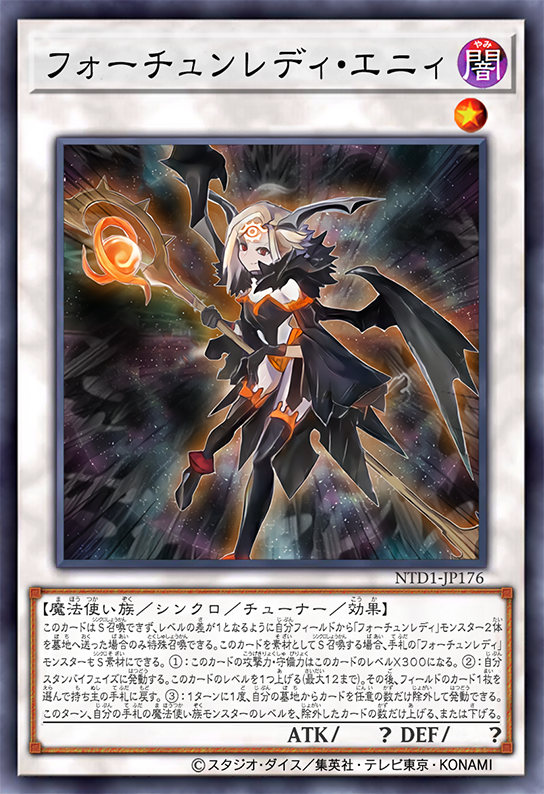 フォーチュンレディ・エニィ
闇
やみ
NTD1-JP176
【魔法使い族/シンクロ/チューナー/効果】
このカードはS召喚できず、レベルの差が1となるように自分フィールドから「フォーチュンレディ」モンスター2体
を墓地へ送った場合のみ特殊召喚できる。このカードを素材としてS召喚する場合、手札の「フォーチュンレディ」
モンスターもS素材にできる。①:このカードの攻撃力・守備力はこのカードのレベル×300になる。②:自分
スタンバイフェイズに発動する。このカードのレベルを1つ上げる(最大12まで)。その後、フィールドのカード1枚を
選んで持ち主の手札に戻す。③:1ターンに1度、自分の墓地からカードを任意の数だけ除外して発動できる。
このターン、自分の手札の魔法使い族モンスターのレベルを、除外したカードの数だけ上げる、または下げる。
ATK/ ? DEF/ ?
©スタジオ・ダイス/集英社・テレビ東京・KONAMI